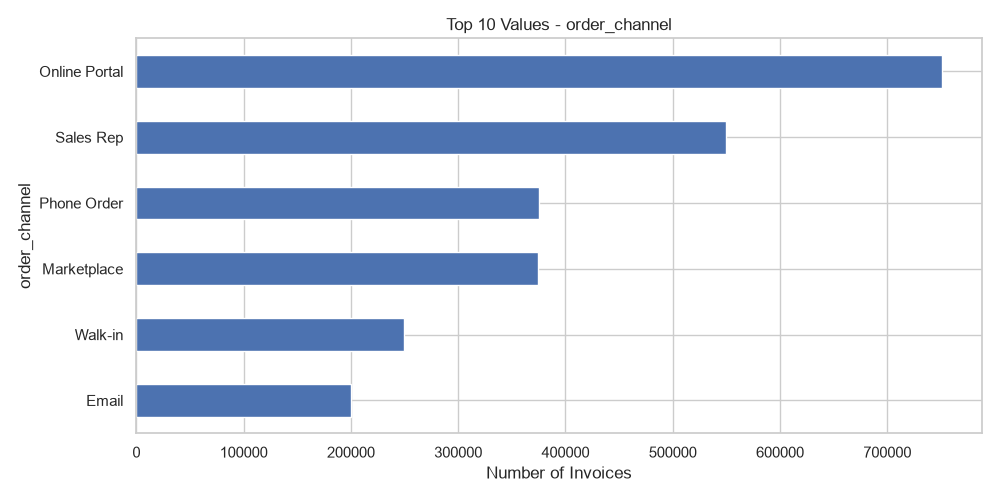 Top 10 Values - order_channel
order_channel
Online Portal
Sales Rep
Phone Order
Marketplace
Walk-in
Email
0 100000 200000 300000 400000 500000 600000 700000
Number of Invoices